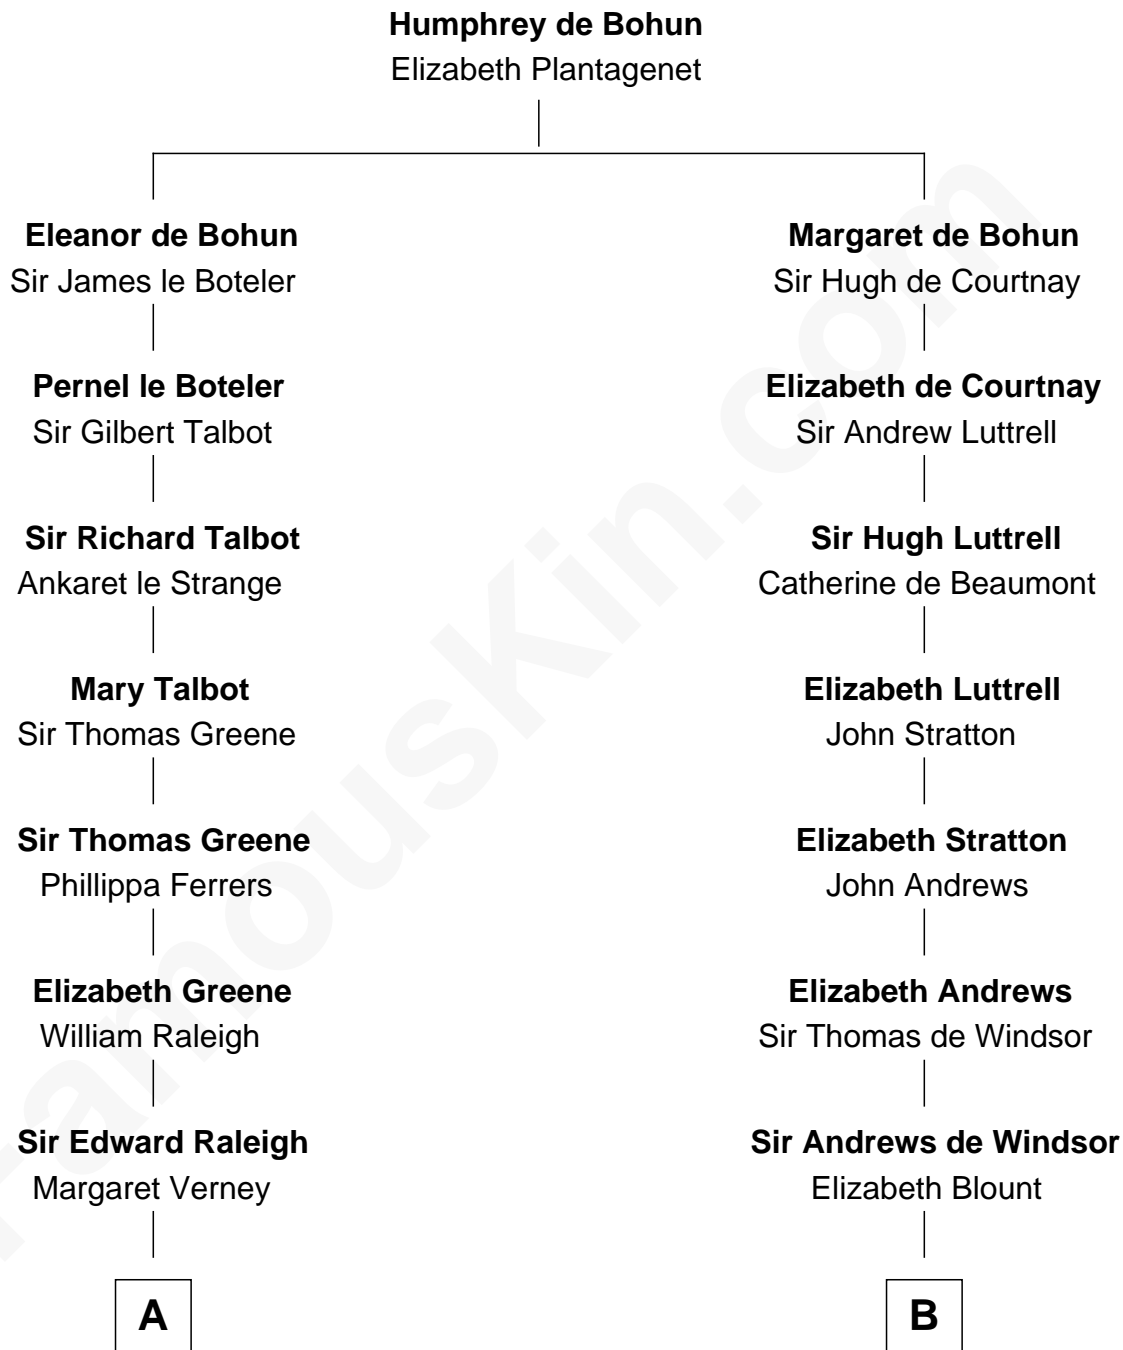 Humphrey de Bohun
Elizabeth Plantagenet
Eleanor de Bohun
Sir James le Boteler
Margaret de Bohun
Sir Hugh de Courtnay
Pernel le Boteler
Sir Gilbert Talbot
Elizabeth de Courtnay
Sir Andrew Luttrell
Sir Richard Talbot
Ankaret le Strange
Sir Hugh Luttrell
Catherine de Beaumont
Mary Talbot
Sir Thomas Greene
Elizabeth Luttrell
John Stratton
Sir Thomas Greene
Phillippa Ferrers
Elizabeth Stratton
John Andrews
Elizabeth Greene
William Raleigh
Elizabeth Andrews
Sir Thomas de Windsor
Sir Edward Raleigh
Margaret Verney
Sir Andrews de Windsor
Elizabeth Blount
A
B
FamousKin.com